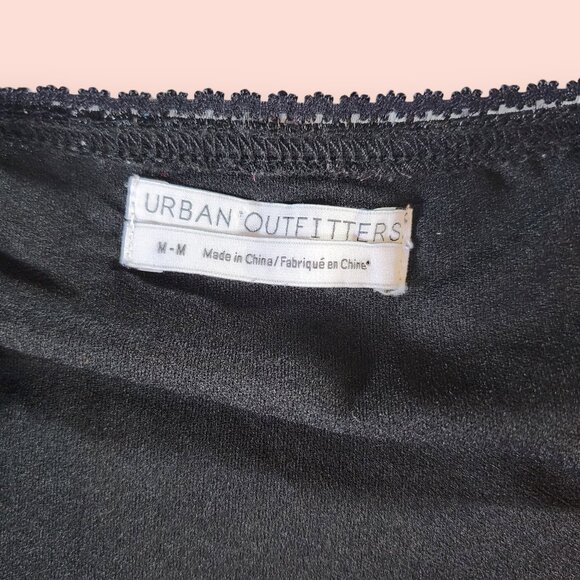 URBAN OUTFITTERS
M-M Made in China/Fabriqué en Chine*